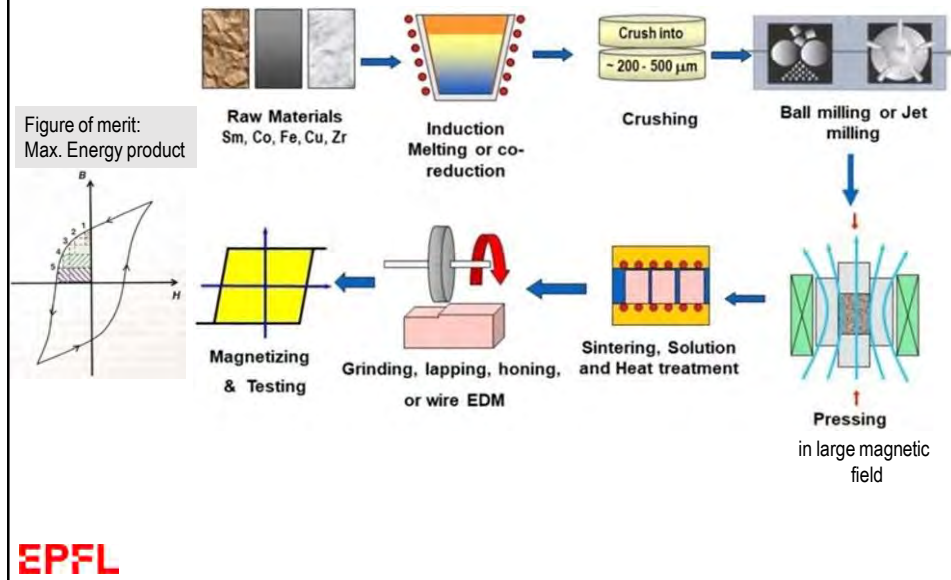 Raw Materials
Sm, Co, Fe, Cu, Zr
Induction
Melting or co-
reduction
Crush into
~ 200 - 500 µm
Crushing
Ball milling or Jet
milling
Figure of merit:
Max. Energy product
B
1
2
3
4
5
H
Magnetizing
& Testing
Grinding, lapping, honing,
or wire EDM
Sintering, Solution
and Heat treatment
Pressing
in large magnetic
field
EPFL